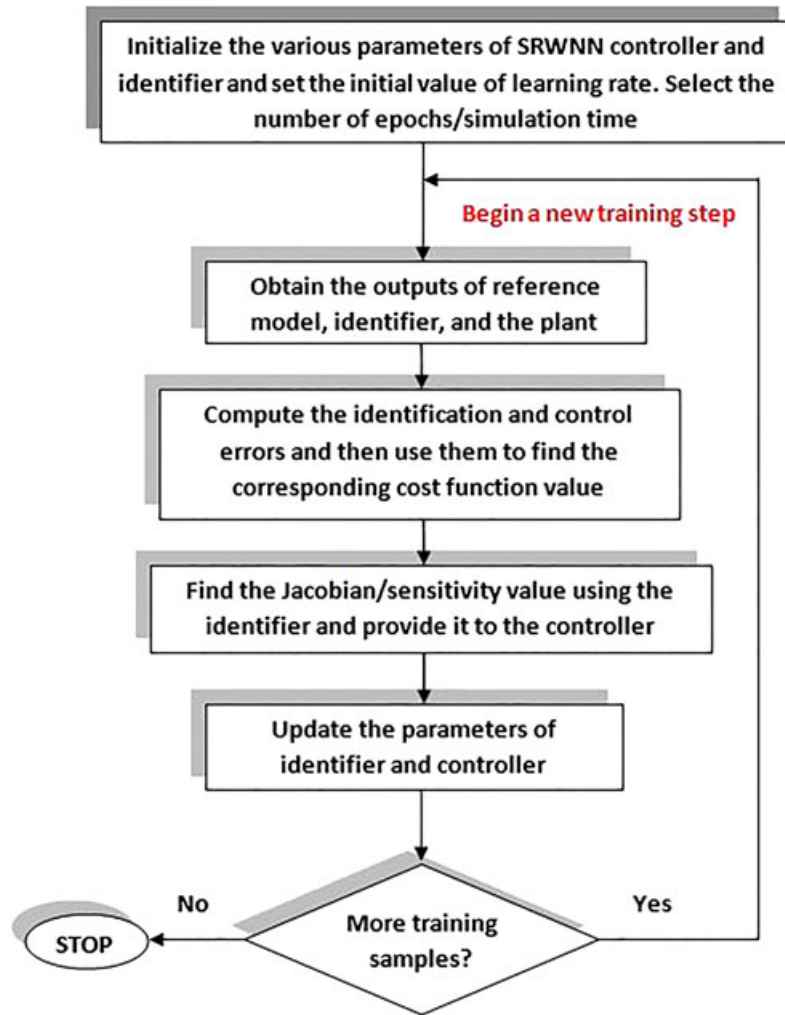 Initialize the various parameters of SRWNN controller and
identifier and set the initial value of learning rate. Select the
number of epochs/simulation time
Begin a new training step
Obtain the outputs of reference
model, identifier, and the plant
Compute the identification and control
errors and then use them to find the
corresponding cost function value
Find the Jacobian/sensitivity value using the
identifier and provide it to the controller
Update the parameters of
identifier and controller
No
Yes
More training
samples?
STOP